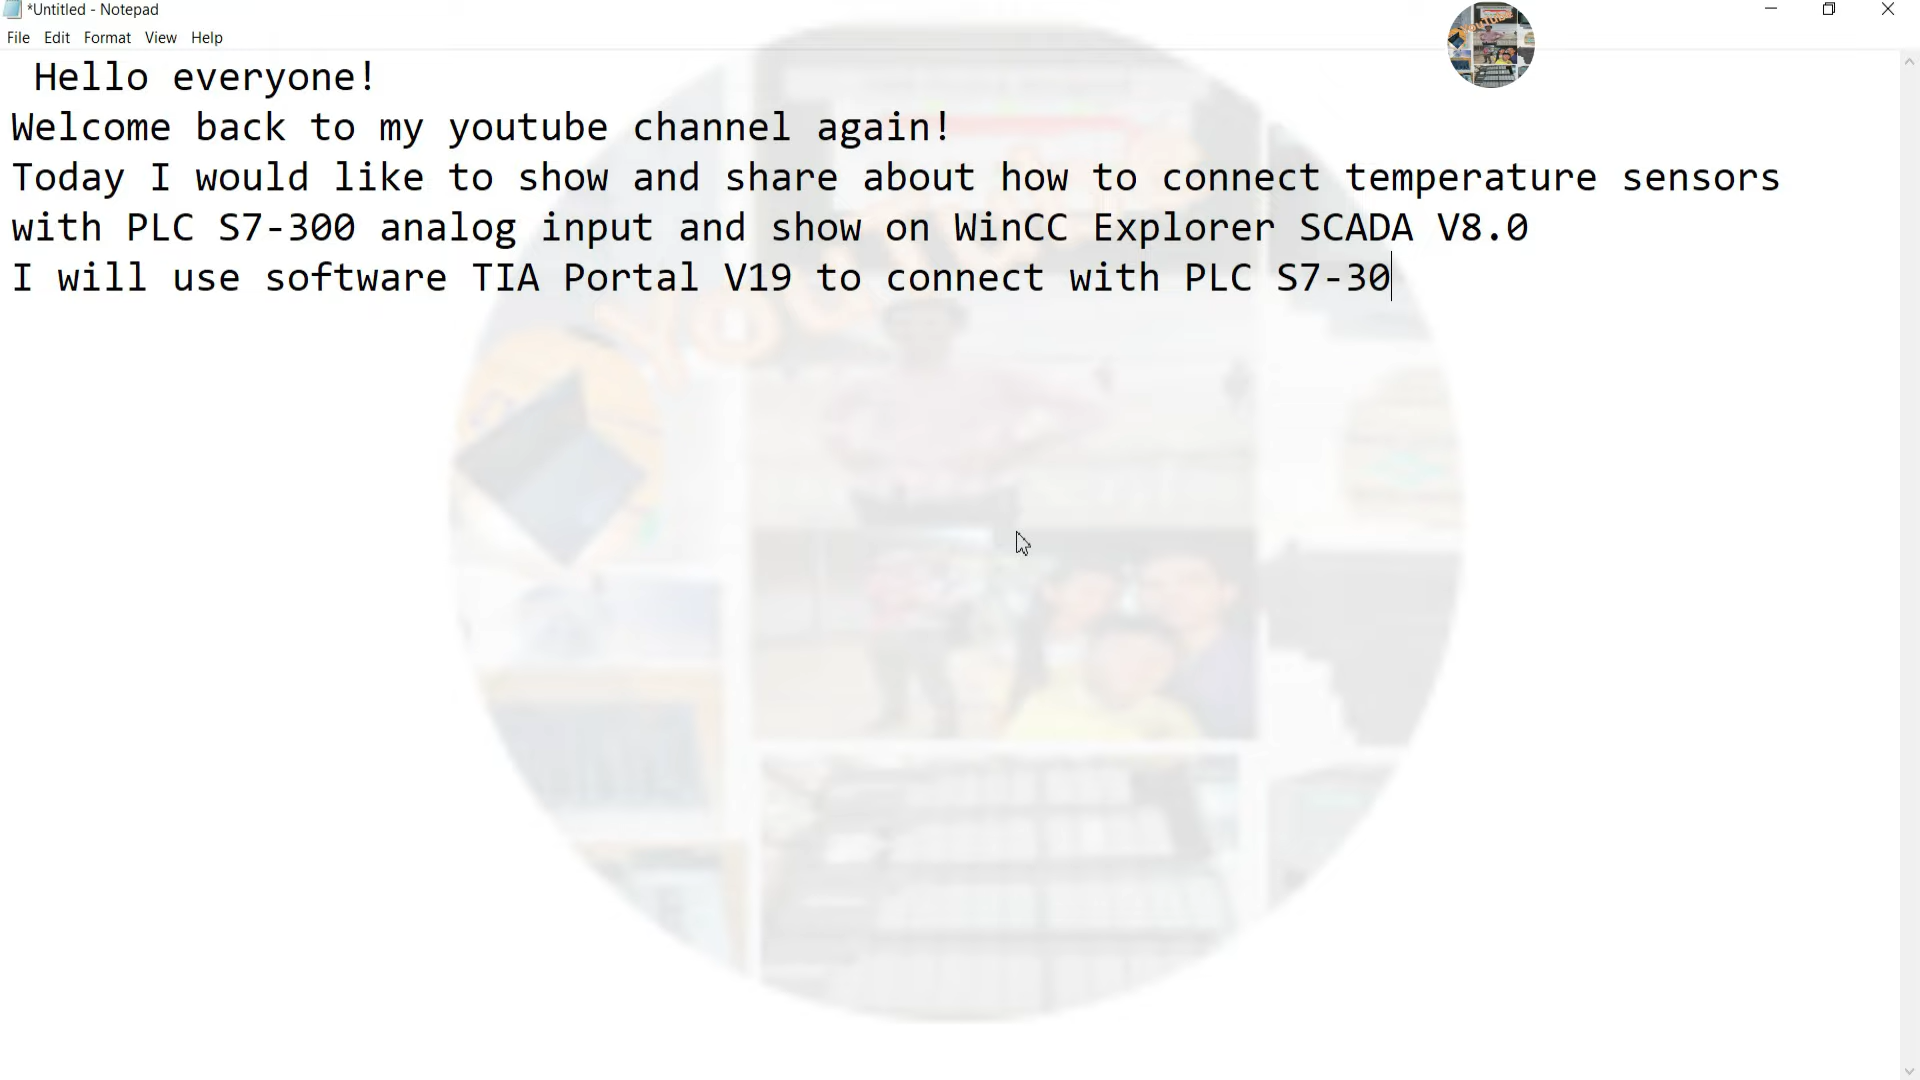 *Untitled - Notepad
File Edit Format View Help
Hello everyone!
Welcome back to my youtube channel again!
Today I would like to show and share about how to connect temperature sensors
with PLC S7-300 analog input and show on WinCC Explorer SCADA V8.0
I will use software TIA Portal V19 to connect with PLC S7-30
YouTube